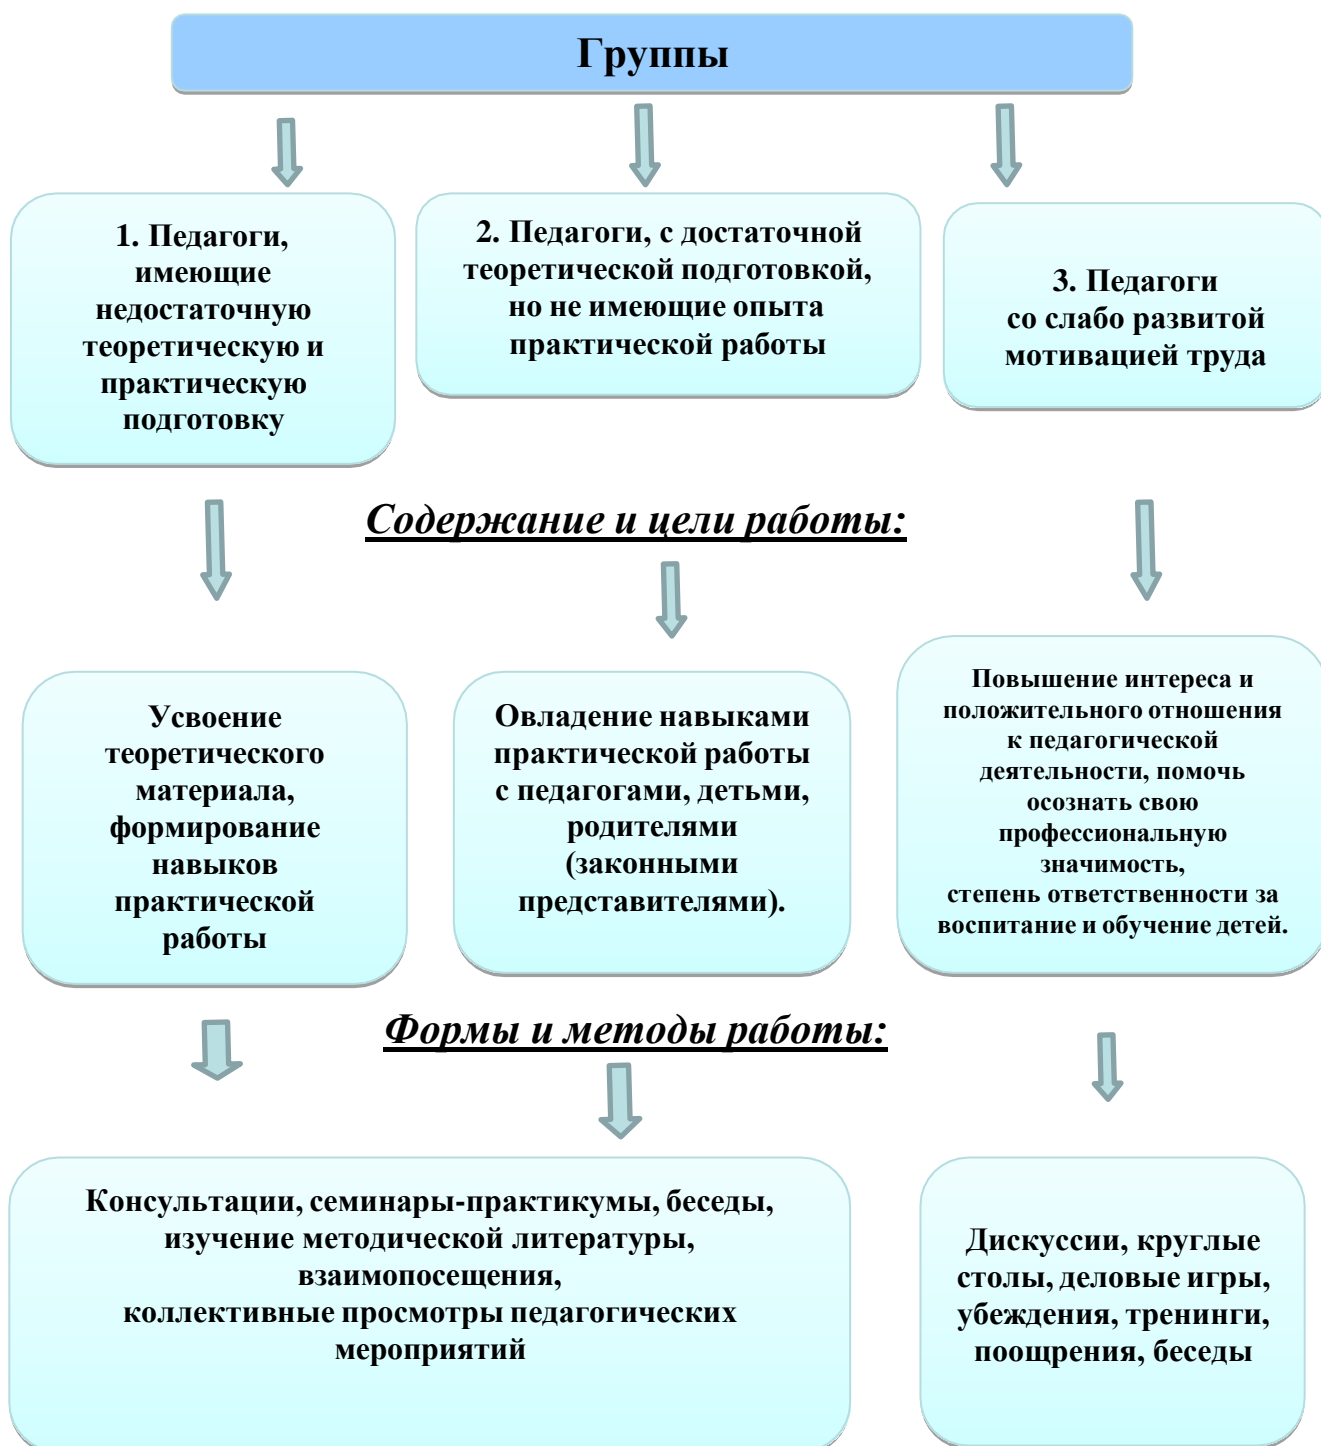 Группы
1. Педагоги,
имеющие
недостаточную
теоретическую и
практическую
подготовку
2. Педагоги, с достаточной
теоретической подготовкой,
но не имеющие опыта
практической работы
3. Педагоги
со слабо развитой
мотивацией труда
Содержание и цели работы:
Усвоение
теоретического
материала,
формирование
навыков
практической
работы
Овладение навыками
практической работы
с педагогами, детьми,
родителями
(законными
представителями).
Повышение интереса и
положительного отношения
к педагогической
деятельности, помочь
осознать свою
профессиональную
значимость,
степень ответственности за
воспитание и обучение детей.
Формы и методы работы:
Консультации, семинары-практикумы, беседы,
изучение методической литературы,
взаимопосещения,
коллективные просмотры педагогических
мероприятий
Дискуссии, круглые
столы, деловые игры,
убеждения, тренинги,
поощрения, беседы